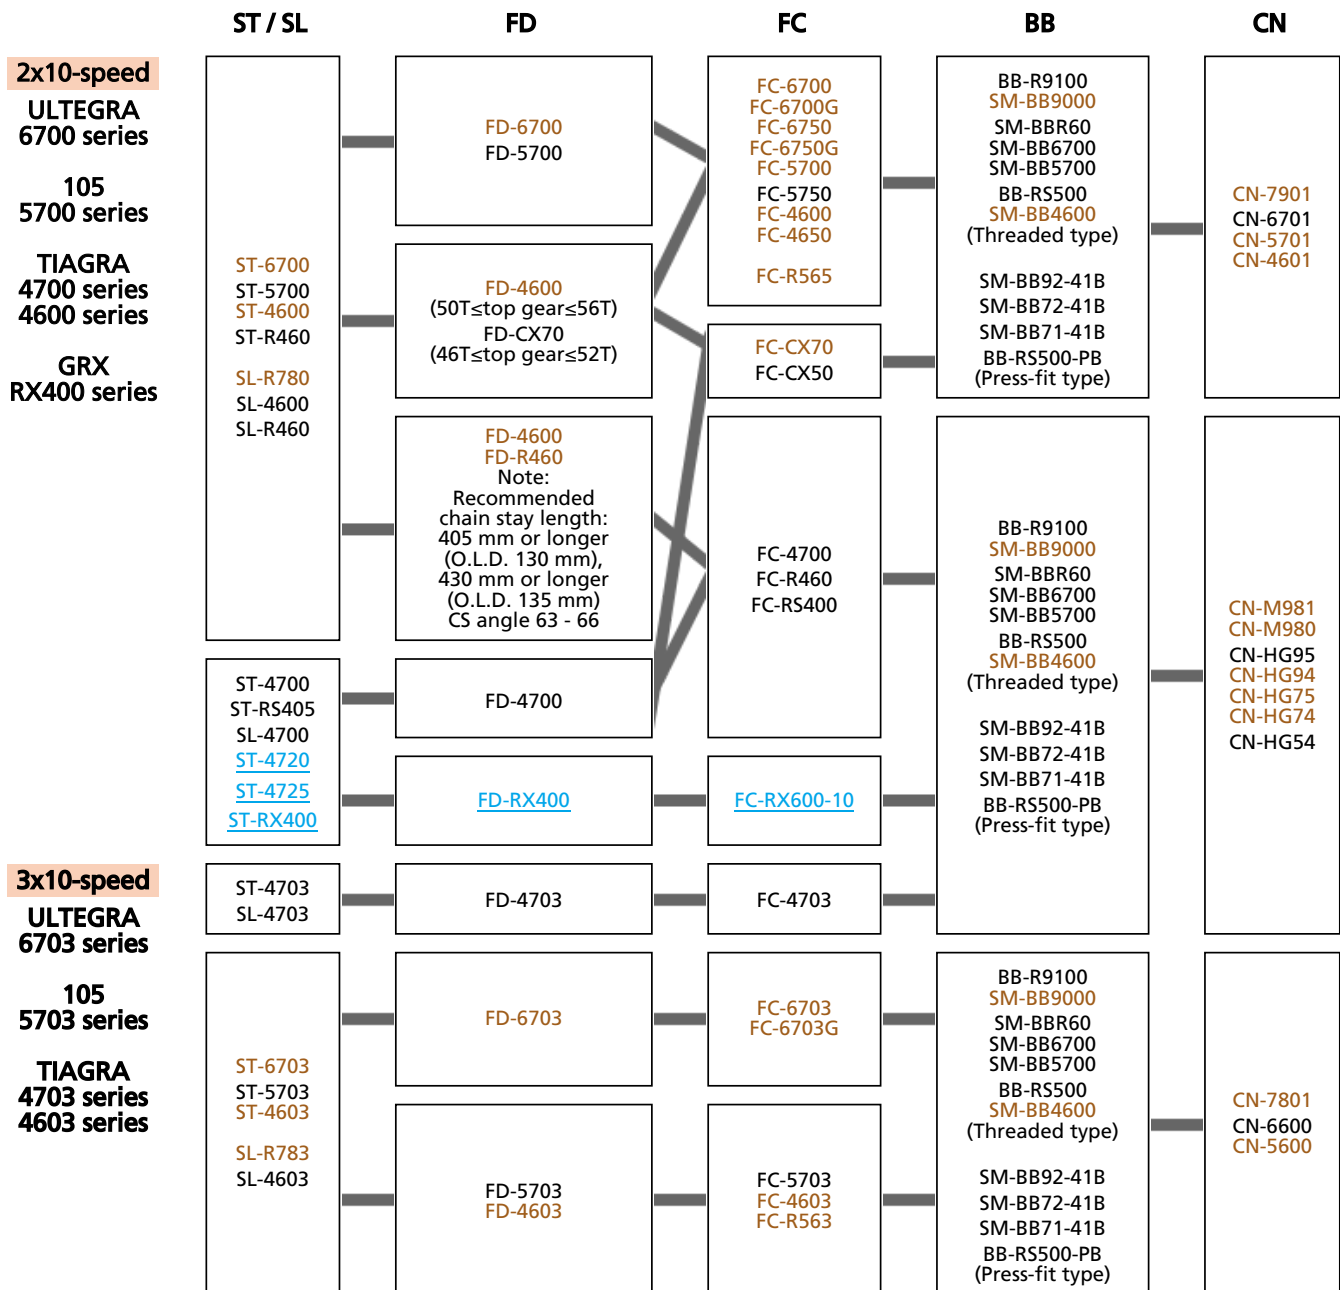 ST / SL
FD
FC
BB
CN
2x10-speed
ULTEGRA
6700 series
105
5700 series
TIAGRA
4700 series
4600 series
GRX
RX400 series
ST-6700
ST-5700
ST-4600
ST-R460
SL-R780
SL-4600
SL-R460
FD-6700
FD-5700
FD-4600
(50T≤top gear≤56T)
FD-CX70
(46T≤top gear≤52T)
FD-4600
FD-R460
Note:
Recommended
chain stay length:
405 mm or longer
(O.L.D. 130 mm),
430 mm or longer
(O.L.D. 135 mm)
CS angle 63 - 66
FC-6700
FC-6700G
FC-6750
FC-6750G
FC-5700
FC-5750
FC-4600
FC-4650
FC-R565
FC-CX70
FC-CX50
FC-4700
FC-R460
FC-RS400
BB-R9100
SM-BB9000
SM-BBR60
SM-BB6700
SM-BB5700
BB-RS500
SM-BB4600
(Threaded type)
SM-BB92-41B
SM-BB72-41B
SM-BB71-41B
BB-RS500-PB
(Press-fit type)
CN-7901
CN-6701
CN-5701
CN-4601
ST-4700
ST-RS405
SL-4700
ST-4720
ST-4725
ST-RX400
FD-4700
FD-RX400
FC-RX600-10
BB-R9100
SM-BB9000
SM-BBR60
SM-BB6700
SM-BB5700
BB-RS500
SM-BB4600
(Threaded type)
SM-BB92-41B
SM-BB72-41B
SM-BB71-41B
BB-RS500-PB
(Press-fit type)
CN-M981
CN-M980
CN-HG95
CN-HG94
CN-HG75
CN-HG74
CN-HG54
3x10-speed
ULTEGRA
6703 series
105
5703 series
TIAGRA
4703 series
4603 series
ST-4703
SL-4703
FD-4703
FC-4703
ST-6703
ST-5703
ST-4603
SL-R783
SL-4603
FD-6703
FC-6703
FC-6703G
FD-5703
FD-4603
FC-5703
FC-4603
FC-R563
BB-R9100
SM-BB9000
SM-BBR60
SM-BB6700
SM-BB5700
BB-RS500
SM-BB4600
(Threaded type)
SM-BB92-41B
SM-BB72-41B
SM-BB71-41B
BB-RS500-PB
(Press-fit type)
CN-7801
CN-6600
CN-5600